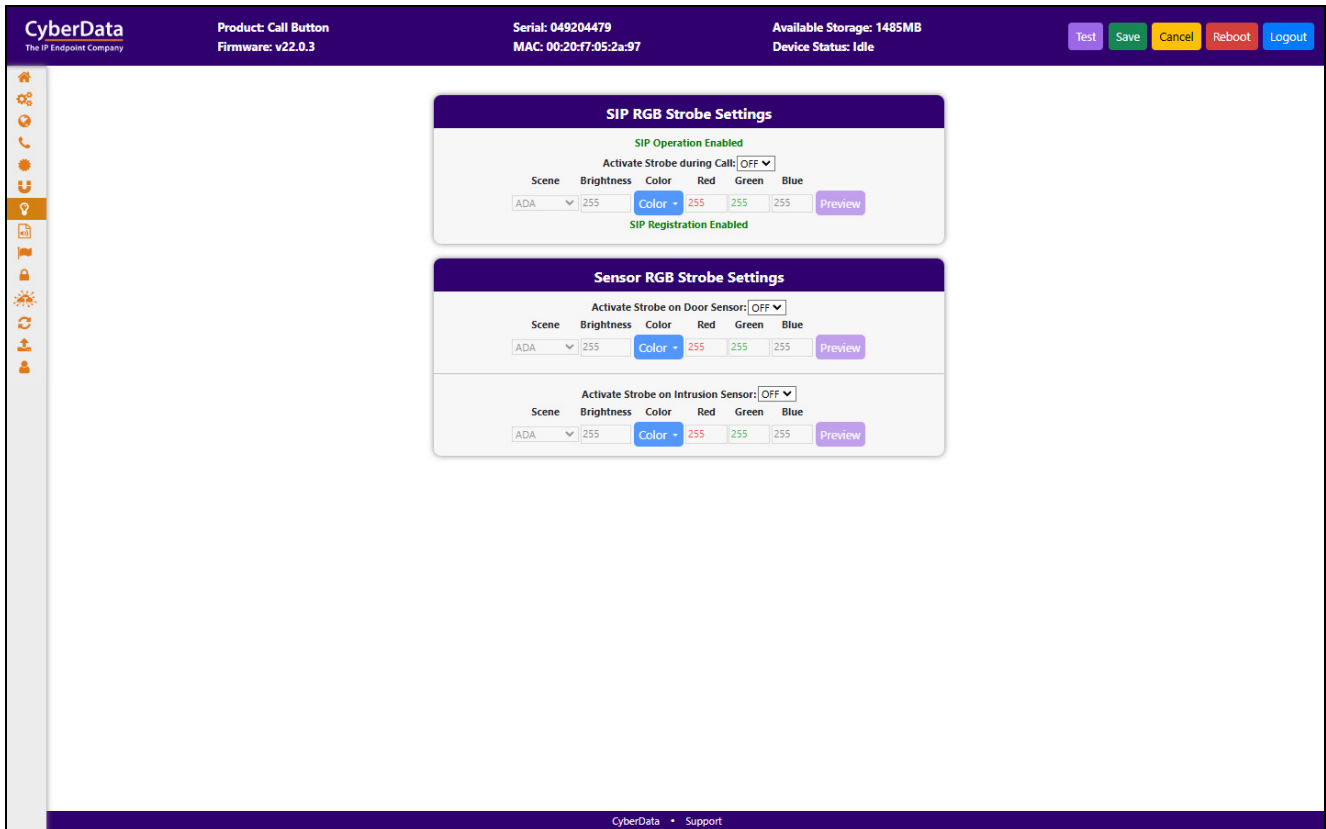 CyberData
The IP Endpoint Company
Product: Call Button
Firmware: v22.0.3
Serial: 049204479
MAC: 00:20:f7:05:2a:97
Available Storage: 1485MB
Device Status: Idle
Test Save Cancel Reboot Logout
SIP RGB Strobe Settings
SIP Operation Enabled
Activate Strobe during Call: OFF
Scene Brightness Color Red Green Blue
ADA 255 Color 255 255 255 Preview
SIP Registration Enabled
Sensor RGB Strobe Settings
Activate Strobe on Door Sensor: OFF
Scene Brightness Color Red Green Blue
ADA 255 Color 255 255 255 Preview
Activate Strobe on Intrusion Sensor: OFF
Scene Brightness Color Red Green Blue
ADA 255 Color 255 255 255 Preview
CyberData • Support